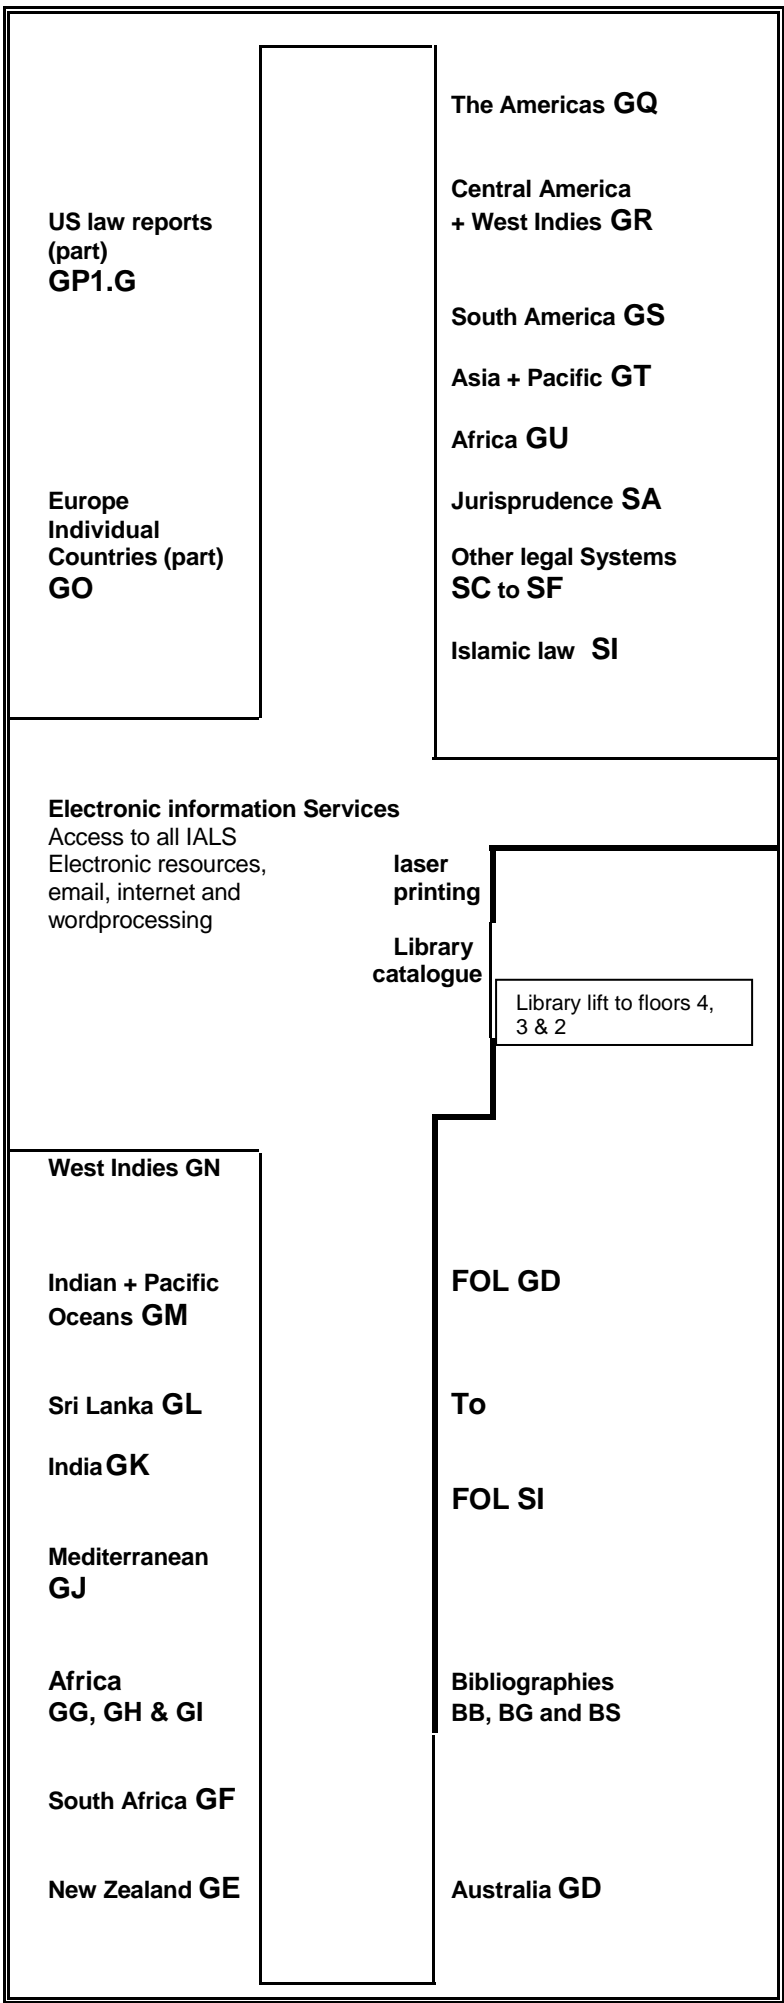 US law reports
(part)
GP1.G
Europe
Individual
Countries (part)
GO
The Americas GQ
Central America
+ West Indies GR
South America GS
Asia + Pacific GT
Africa GU
Jurisprudence SA
Other legal Systems
SC to SF
Islamic law SI
Electronic information Services
Access to all IALS
Electronic resources,
email, internet and
wordprocessing
laser
printing
Library
catalogue
Library lift to floors 4,
3 & 2
West Indies GN
Indian + Pacific
Oceans GM
Sri Lanka GL
India GK
Mediterranean
GJ
Africa
GG, GH & GI
South Africa GF
New Zealand GE
FOL GD
To
FOL SI
Bibliographies
BB, BG and BS
Australia GD